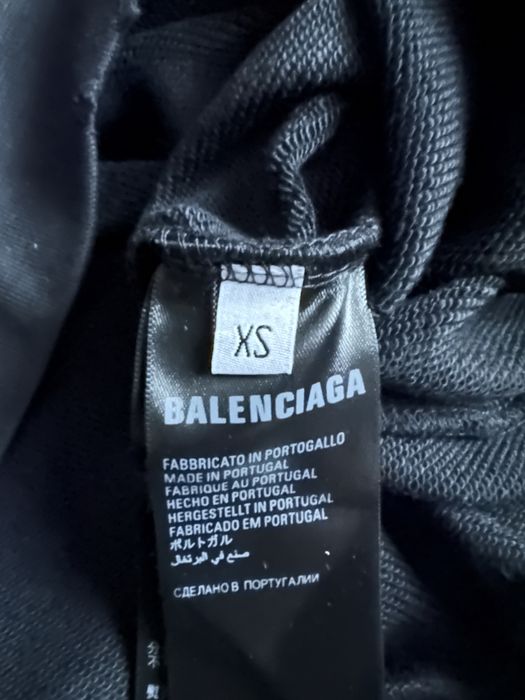 XS
BALENCIAGA
FABBRICATO IN PORTOGALLO
MADE IN PORTUGAL
FABRIQUE AU PORTUGAL
HECHO EN PORTUGAL
HERGESTELLT IN PORTUGAL
FABRICADO EM PORTUGAL
ポルトガル
صنع في البرتغال
СДЕЛАНО В ПОРТУГАЛИИ